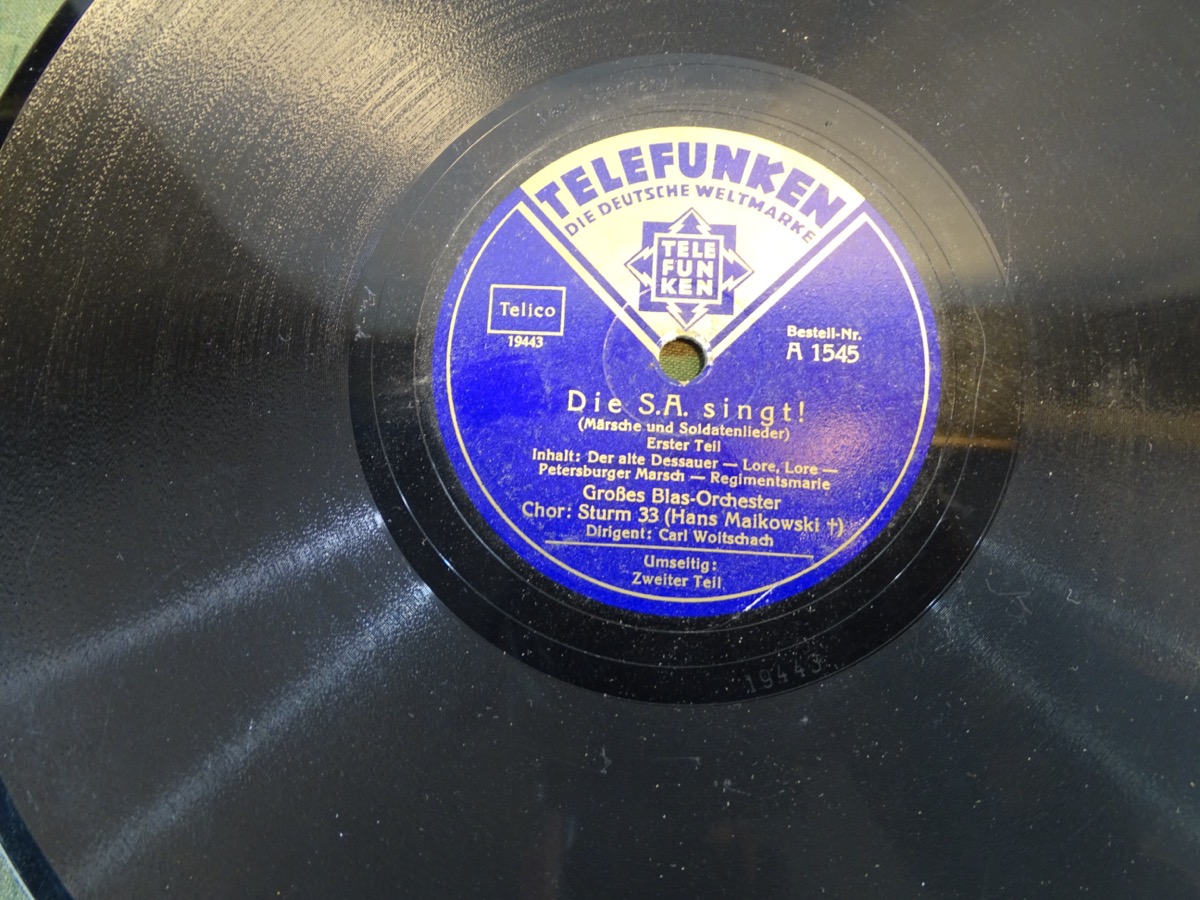 TELEFUNKEN
DIE DEUTSCHE WELTMARKE
TELE
FUN
KEN
Telico
19443
Bestell-Nr.
A 1545
Die S.A. singt!
(Märsche und Soldatenlieder)
Erster Teil
Inhalt: Der alte Dessauer — Lore, Lore —
Petersburger Marsch — Regimentsmarie
Großes Blas-Orchester
Chor: Sturm 33 (Hans Maikowski †)
Dirigent: Carl Woitschach
Umseitig:
Zweiter Teil
19443